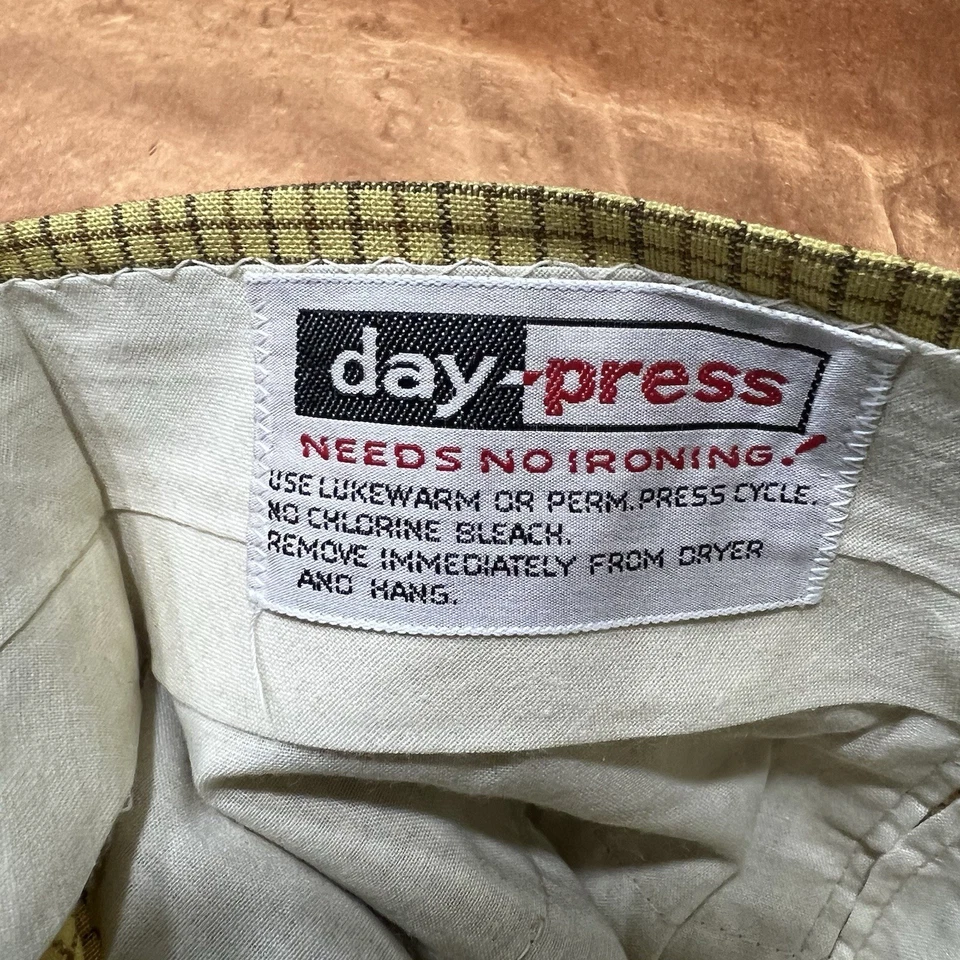 day-press
NEEDS NO IRONING!
USE LUKEWARM OR PERM.PRESS CYCLE.
NO CHLORINE BLEACH.
REMOVE IMMEDIATELY FROM DRYER
AND HANG.